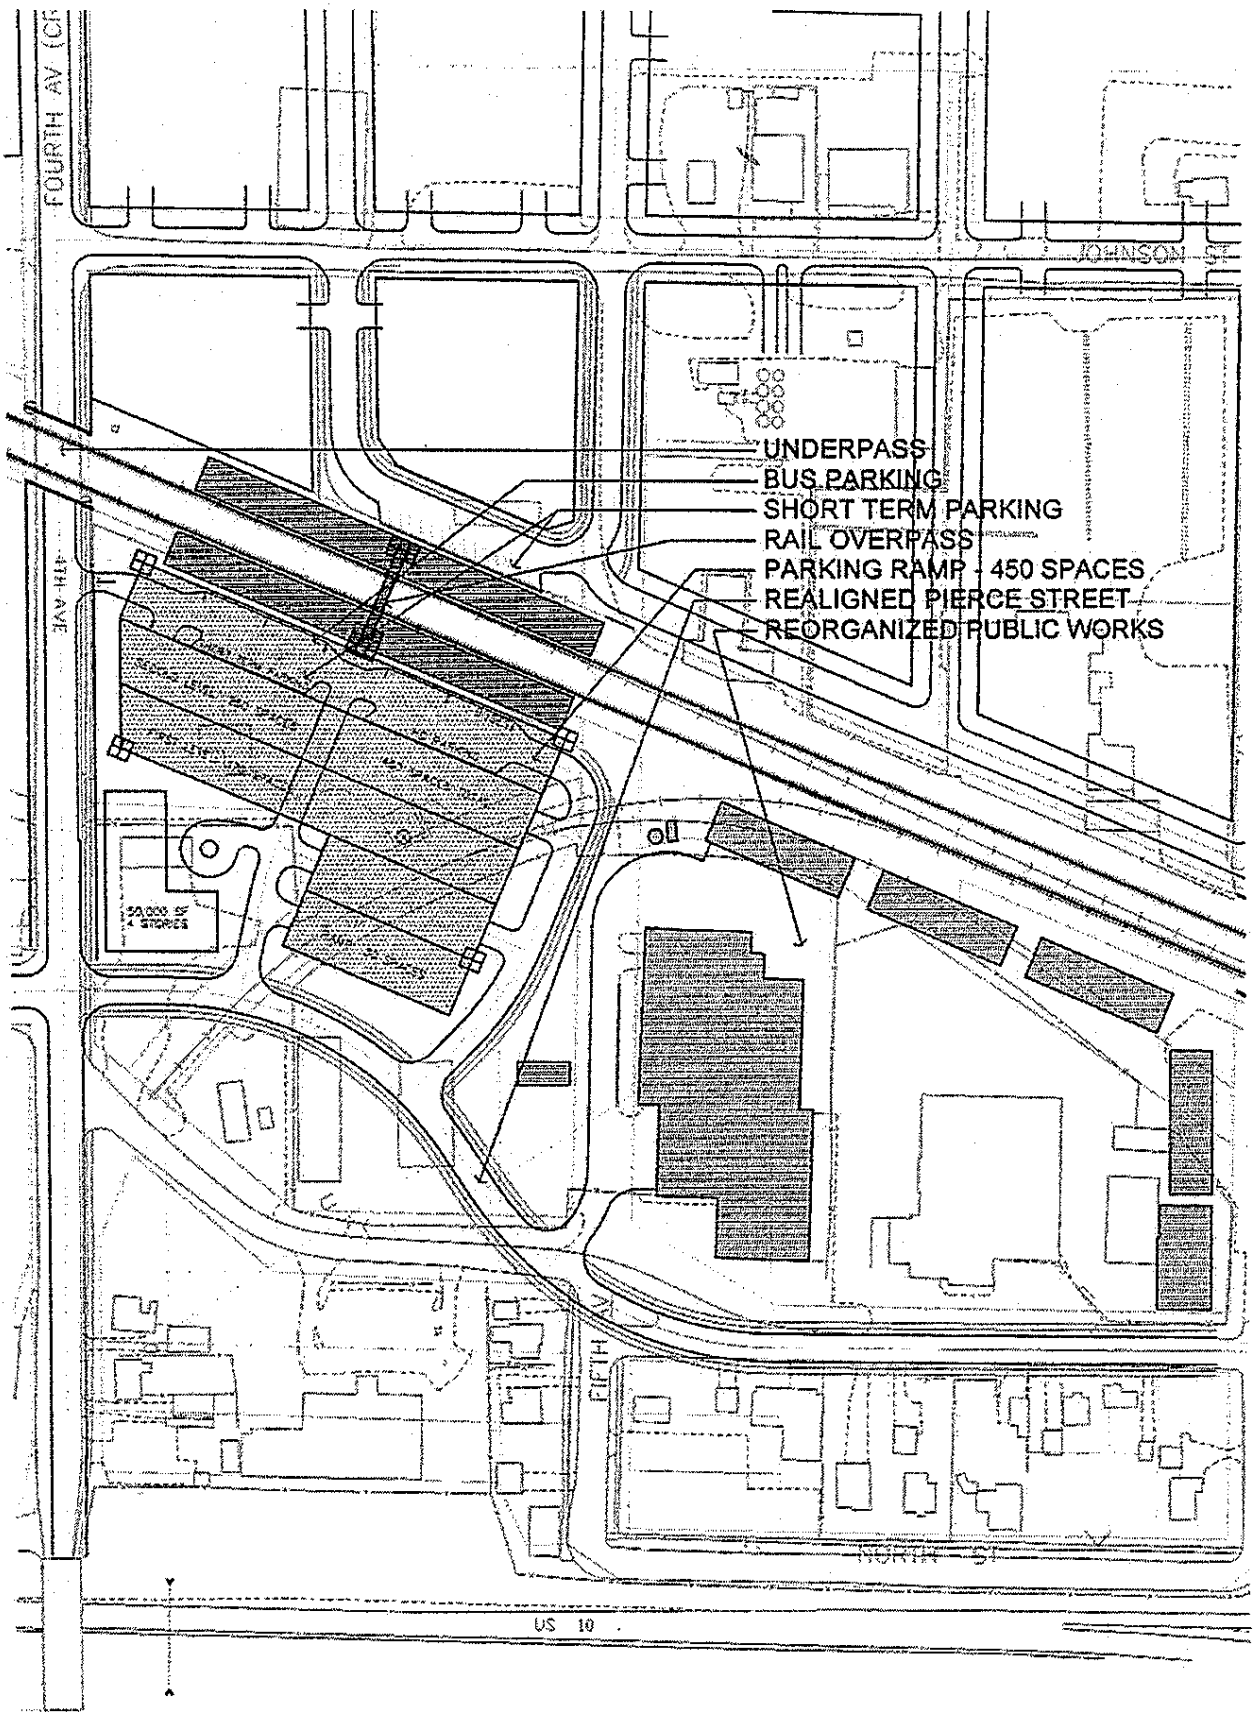 FOURTH AV (CR
JOHNSON ST
UNDERPASS
BUS PARKING
SHORT TERM PARKING
RAIL OVERPASS
PARKING RAMP - 450 SPACES
REALIGNED PIERCE STREET
REORGANIZED PUBLIC WORKS
4TH AVE
50,000 SF
4 STORIES
FIFTH AV
NORTH ST
US 10